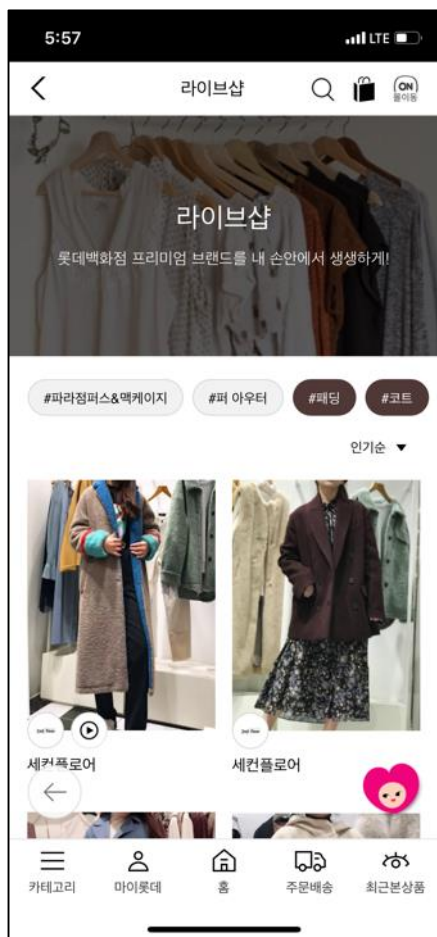 5:57
LTE
라이브샵
ON
몰이동
라이브샵
롯데백화점 프리미엄 브랜드를 내 손안에서 생생하게!
#파라점퍼스&맥케이지
#퍼 아우터
#패딩
#코트
인기순 ▼
세컨플로어
세컨플로어
카테고리
마이롯데
홈
주문배송
최근본상품